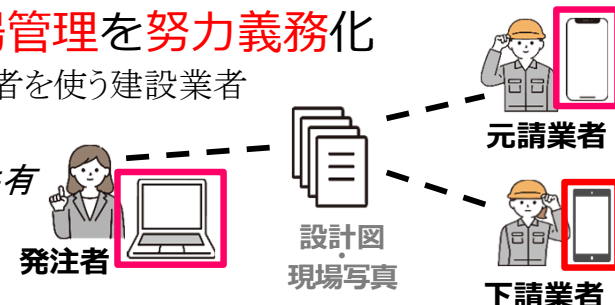 場管理を努力義務化
者を使う建設業者
有
発注者
設計図
・
現場写真
元請業者
下請業者